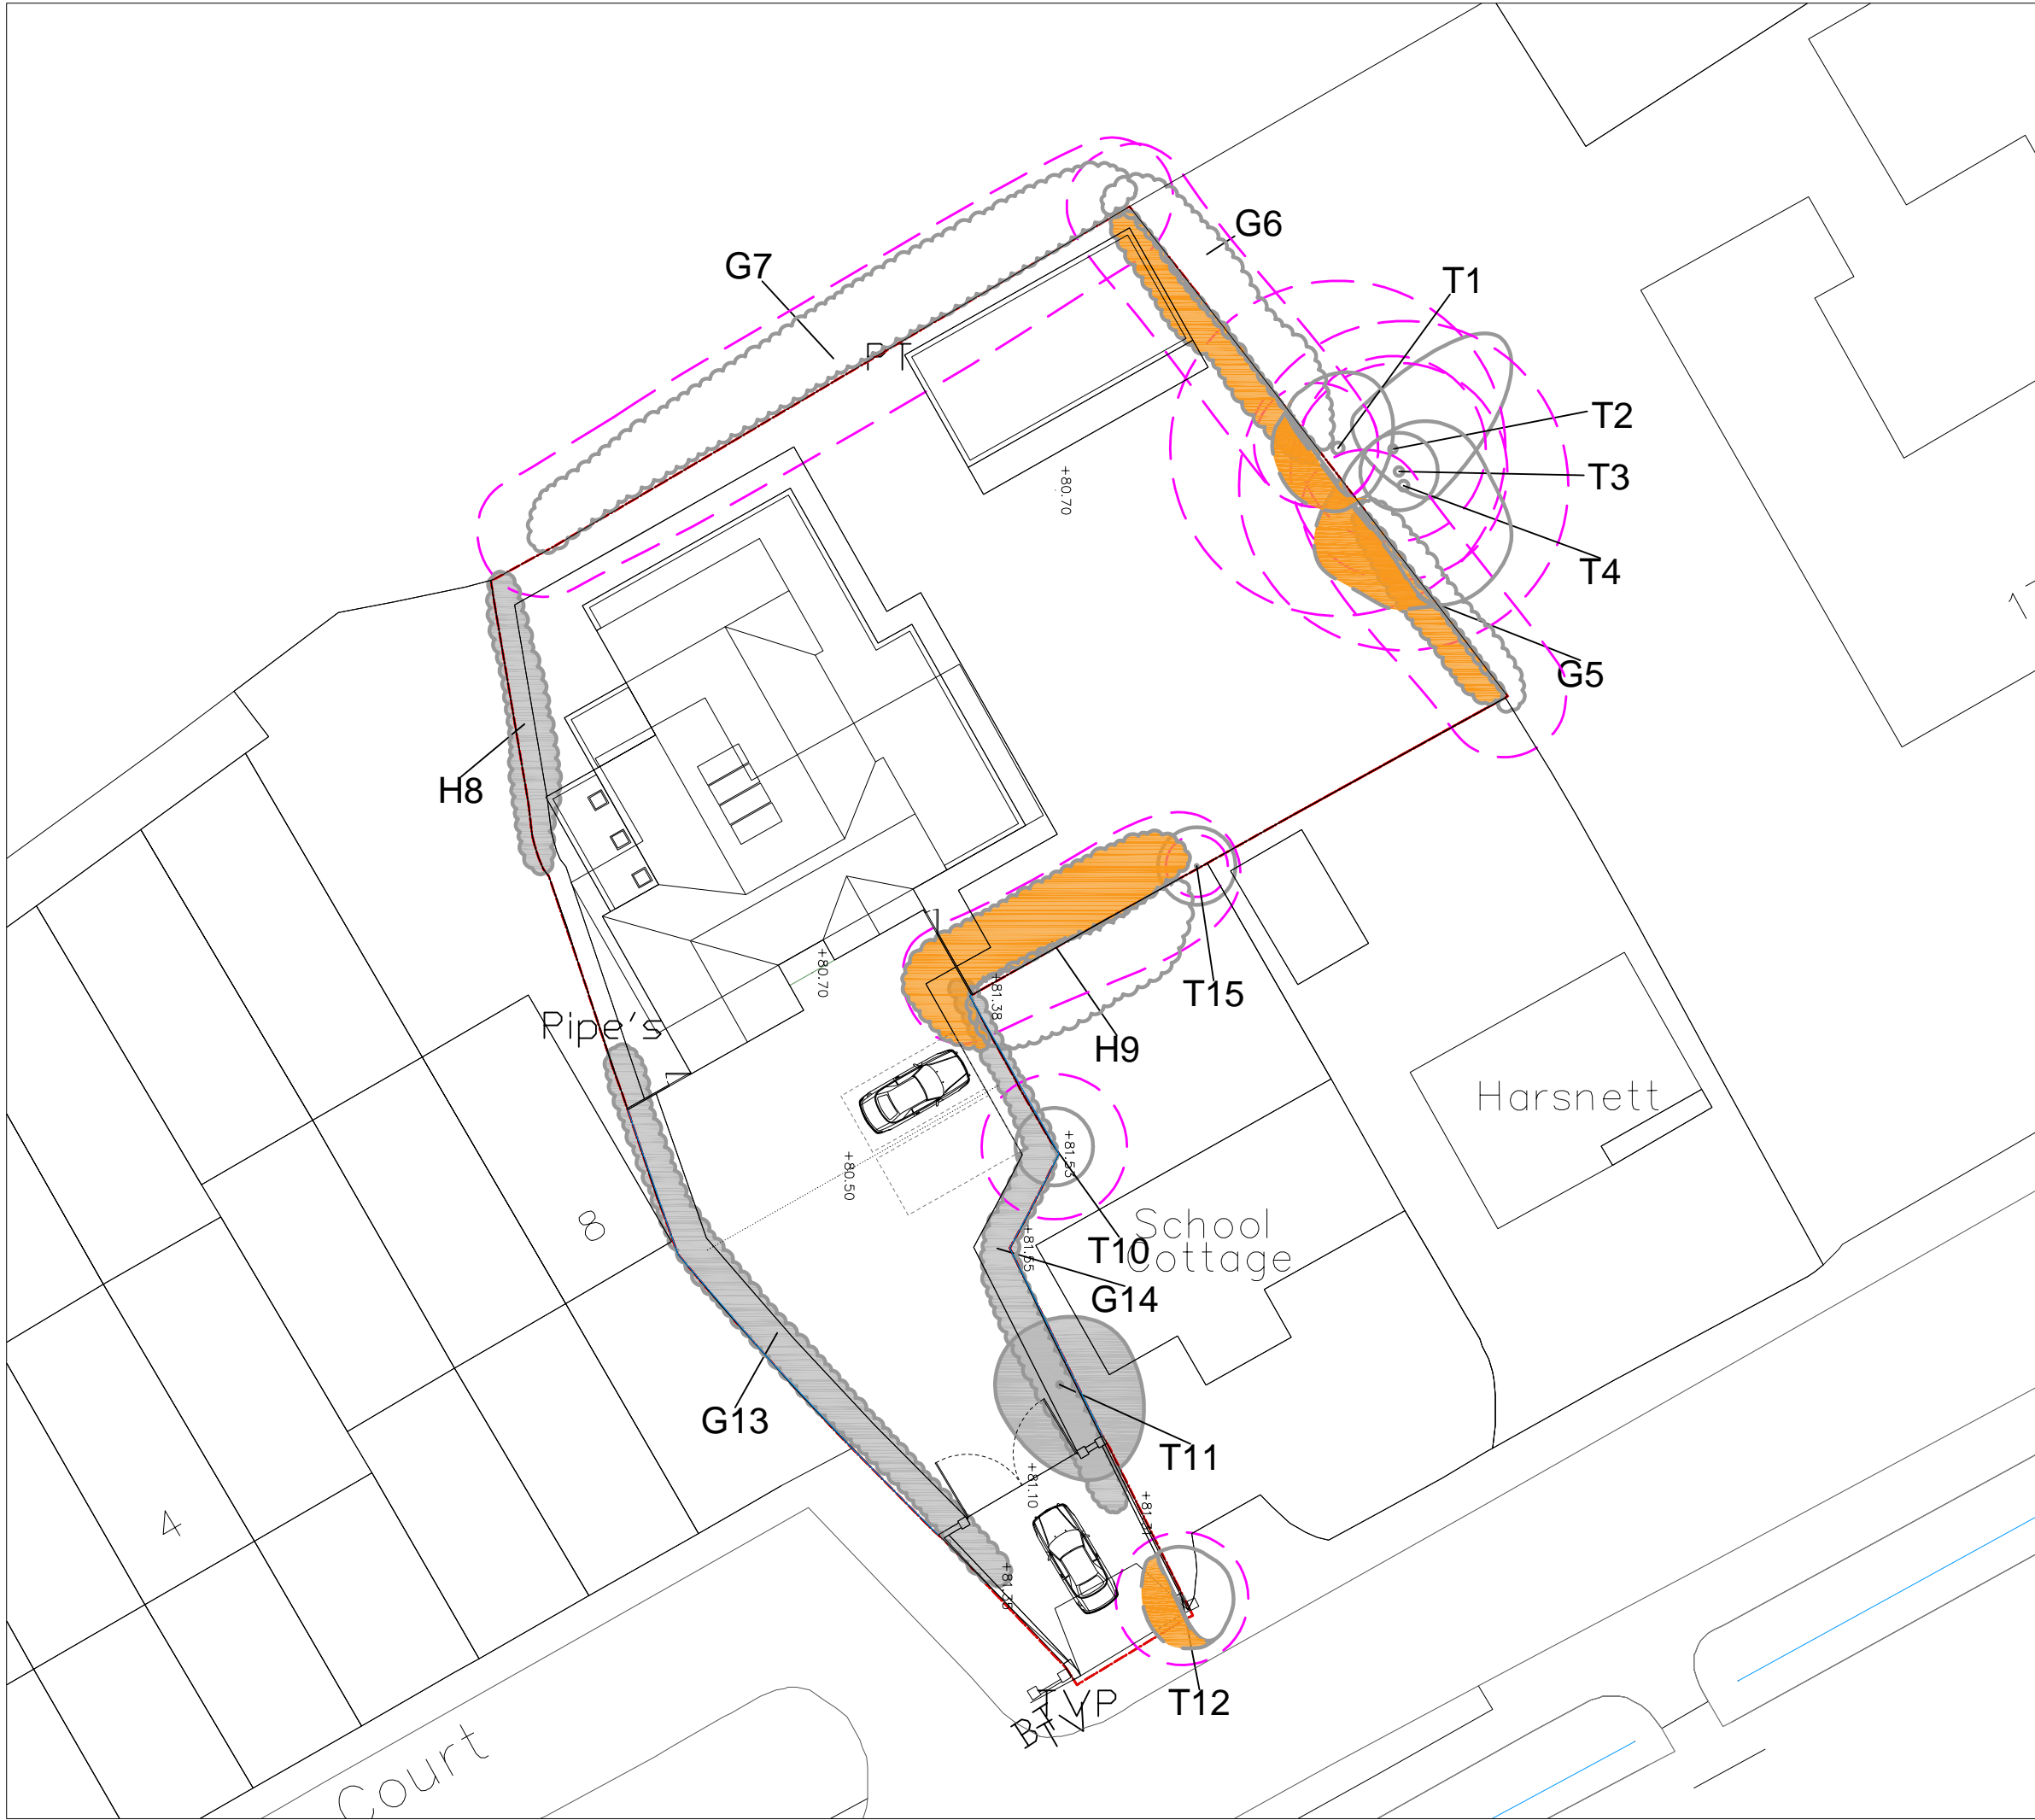 G6
G7
T1
PT
T2
T3
+80.70
T4
G5
H8
T15
+80.70
+81.38
Pipe's
H9
Harsnett
+81.53
+80.50
8
School
Cottage
T10
+81.55
G14
G13
T11
+81.10
4
+81.75
T12
TVP
Court